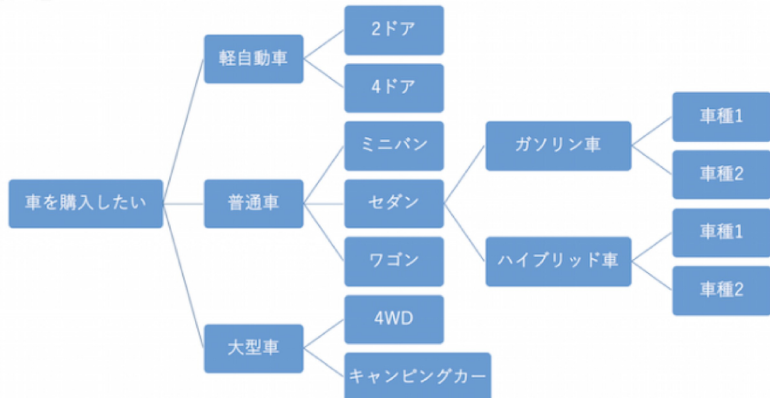 車を購入したい
軽自動車
2ドア
4ドア
普通車
ミニバン
セダン
ワゴン
ガソリン車
車種1
車種2
ハイブリッド車
車種1
車種2
大型車
4WD
キャンピングカー